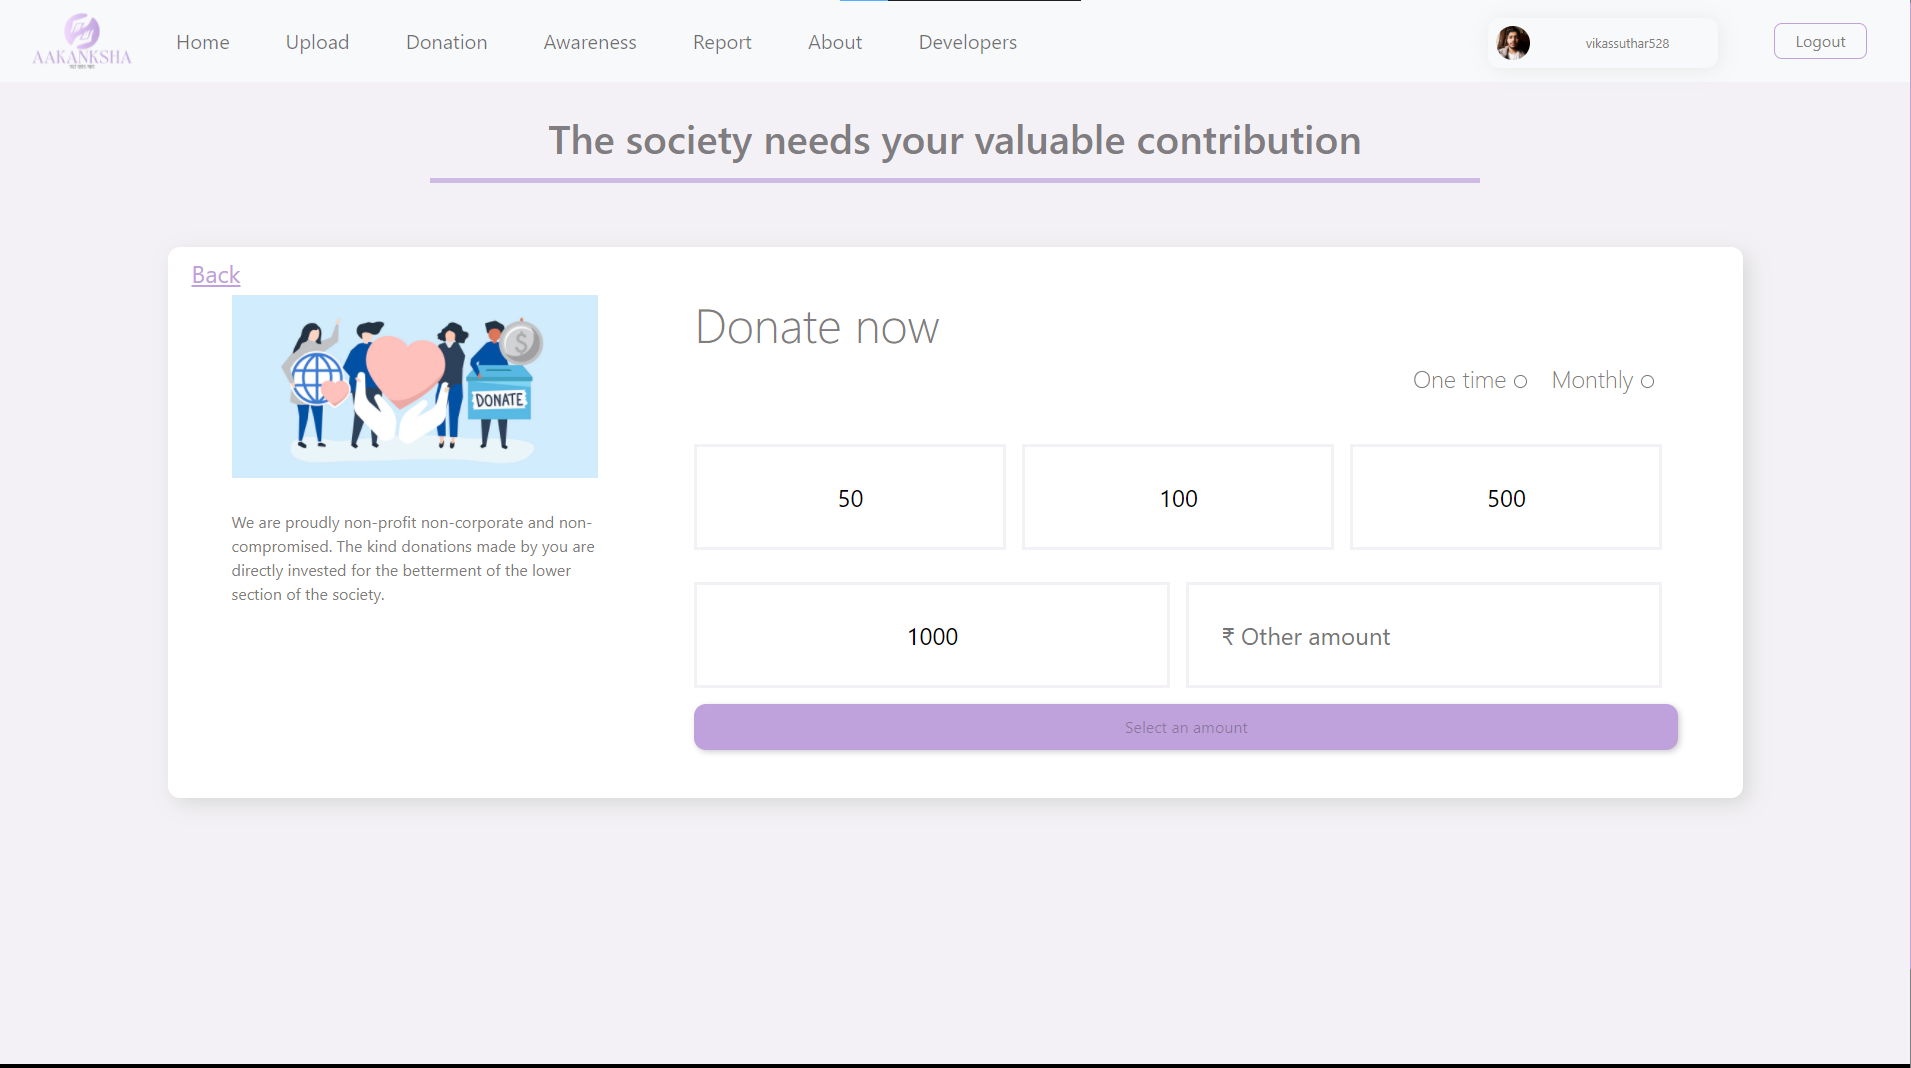 AAKANKSHA
Home
Upload
Donation
Awareness
Report
About
Developers
vikassuthar528
Logout
The society needs your valuable contribution
Back
DONATE
$
We are proudly non-profit non-corporate and non-
compromised. The kind donations made by you are
directly invested for the betterment of the lower
section of the society.
Donate now
One time
Monthly
50
100
500
1000
₹ Other amount
Select an amount